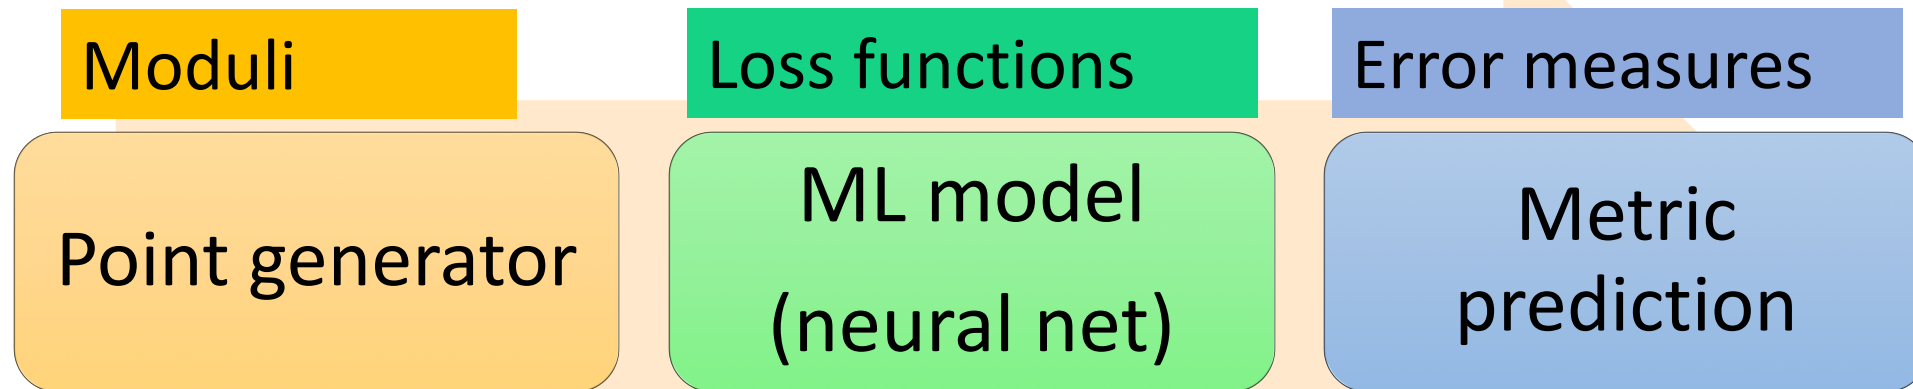 Moduli
Loss functions
Error measures
Point generator
ML model
(neural net)
Metric
prediction